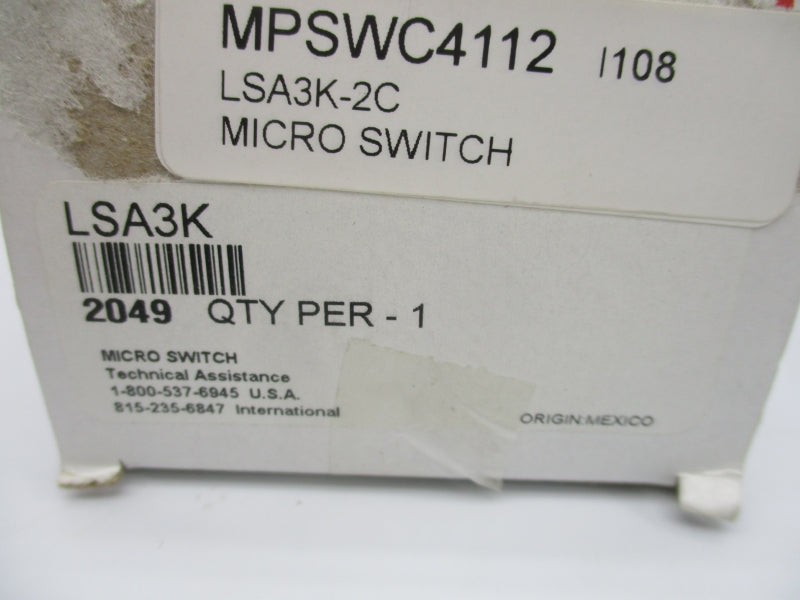 MPSWC4112 I108
LSA3K-2C
MICRO SWITCH
LSA3K
2049 QTY PER - 1
MICRO SWITCH
Technical Assistance
1-800-537-6945 U.S.A.
815-235-6847 International
ORIGIN:MEXICO